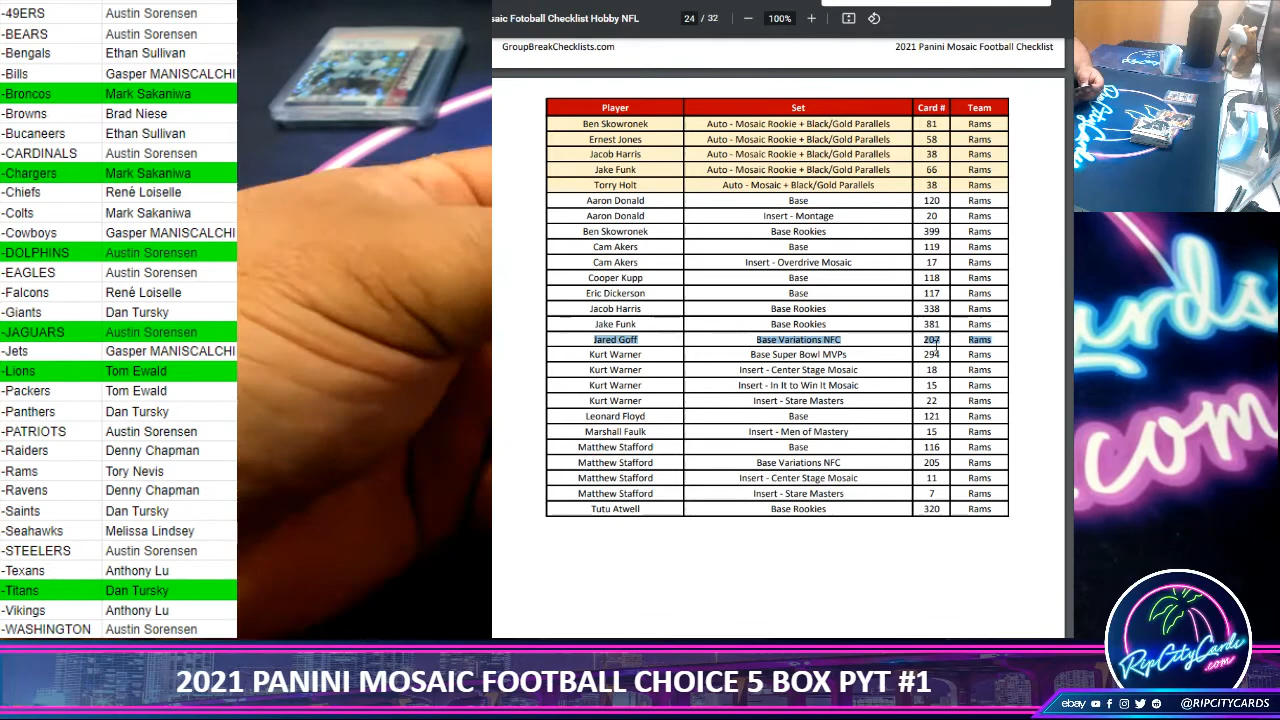 -49ERS Austin Sorensen
-BEARS Austin Sorensen
-Bengals Ethan Sullivan
-Bills Gasper MANISCALCHI
-Broncos Mark Sakaniwa
-Browns Brad Niese
-Bucaneers Ethan Sullivan
-CARDINALS Austin Sorensen
-Chargers Mark Sakaniwa
-Chiefs René Loiselle
-Colts Mark Sakaniwa
-Cowboys Gasper MANISCALCHI
-DOLPHINS Austin Sorensen
-EAGLES Austin Sorensen
-Falcons René Loiselle
-Giants Dan Tursky
-JAGUARS Austin Sorensen
-Jets Gasper MANISCALCHI
-Lions Tom Ewald
-Packers Tom Ewald
-Panthers Dan Tursky
-PATRIOTS Austin Sorensen
-Raiders Denny Chapman
-Rams Tory Nevis
-Ravens Denny Chapman
-Saints Dan Tursky
-Seahawks Melissa Lindsey
-STEELERS Austin Sorensen
-Texans Anthony Lu
-Titans Dan Tursky
-Vikings Anthony Lu
-WASHINGTON Austin Sorensen
saic Fotoball Checklist Hobby NFL 24 / 32 — 100% +
GroupBreakChecklists.com 2021 Panini Mosaic Football Checklist
Player Set Card # Team
Ben Skowronek Auto - Mosaic Rookie + Black/Gold Parallels 81 Rams
Ernest Jones Auto - Mosaic Rookie + Black/Gold Parallels 58 Rams
Jacob Harris Auto - Mosaic Rookie + Black/Gold Parallels 38 Rams
Jake Funk Auto - Mosaic Rookie + Black/Gold Parallels 66 Rams
Torry Holt Auto - Mosaic + Black/Gold Parallels 38 Rams
Aaron Donald Base 120 Rams
Aaron Donald Insert - Montage 20 Rams
Ben Skowronek Base Rookies 399 Rams
Cam Akers Base 119 Rams
Cam Akers Insert - Overdrive Mosaic 17 Rams
Cooper Kupp Base 118 Rams
Eric Dickerson Base 117 Rams
Jacob Harris Base Rookies 338 Rams
Jake Funk Base Rookies 381 Rams
Jared Goff Base Variations NFC 207 Rams
Kurt Warner Base Super Bowl MVPs 294 Rams
Kurt Warner Insert - Center Stage Mosaic 18 Rams
Kurt Warner Insert - In It to Win It Mosaic 15 Rams
Kurt Warner Insert - Stare Masters 22 Rams
Leonard Floyd Base 121 Rams
Marshall Faulk Insert - Men of Mastery 15 Rams
Matthew Stafford Base 116 Rams
Matthew Stafford Base Variations NFC 205 Rams
Matthew Stafford Insert - Center Stage Mosaic 11 Rams
Matthew Stafford Insert - Stare Masters 7 Rams
Tutu Atwell Base Rookies 320 Rams
ards
.com
RipCityCards
.com
2021 PANINI MOSAIC FOOTBALL CHOICE 5 BOX PYT #1
ebay @RIPCITYCARDS